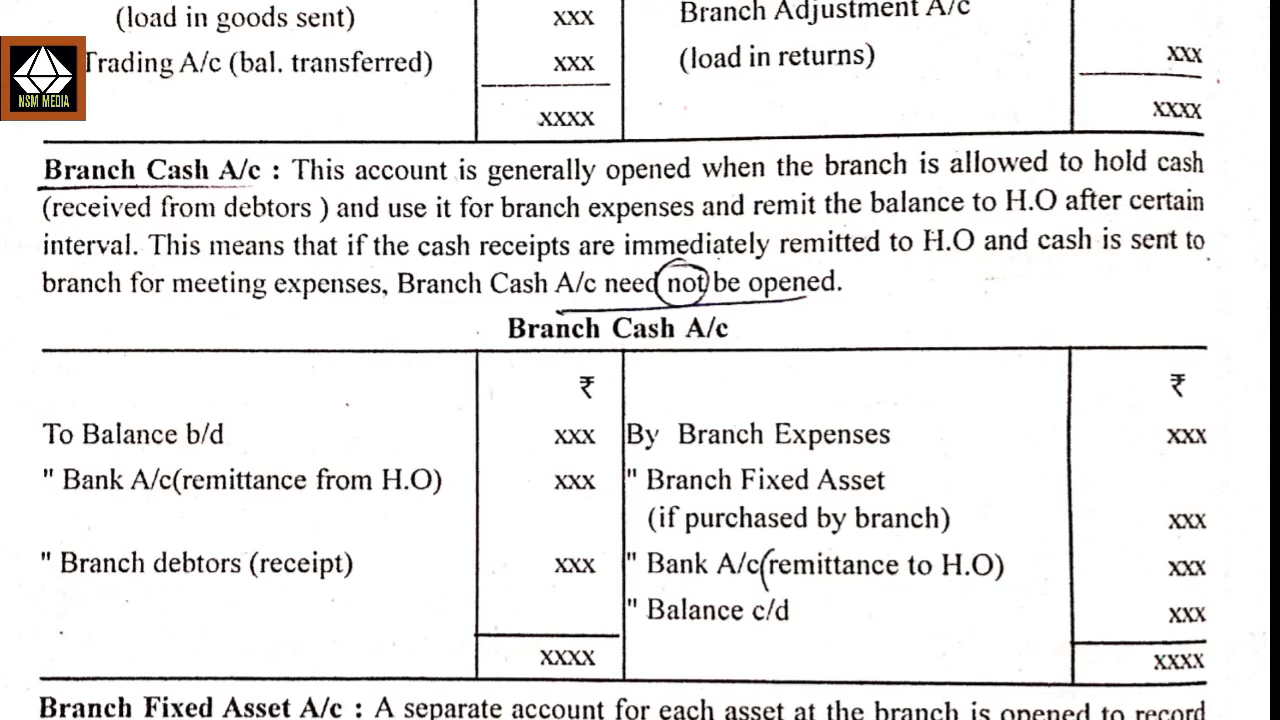 (load in goods sent) xxx Branch Adjustment A/c
Trading A/c (bal. transferred) xxx (load in returns) xxx
xxxx xxxx
NSM MEDIA
Branch Cash A/c : This account is generally opened when the branch is allowed to hold cash
(received from debtors ) and use it for branch expenses and remit the balance to H.O after certain
interval. This means that if the cash receipts are immediately remitted to H.O and cash is sent to
branch for meeting expenses, Branch Cash A/c need not be opened.
Branch Cash A/c
₹ ₹
To Balance b/d xxx By Branch Expenses xxx
" Bank A/c(remittance from H.O) xxx " Branch Fixed Asset
(if purchased by branch) xxx
" Branch debtors (receipt) xxx " Bank A/c(remittance to H.O) xxx
" Balance c/d xxx
xxxx xxxx
Branch Fixed Asset A/c : A separate account for each asset at the branch is opened to record